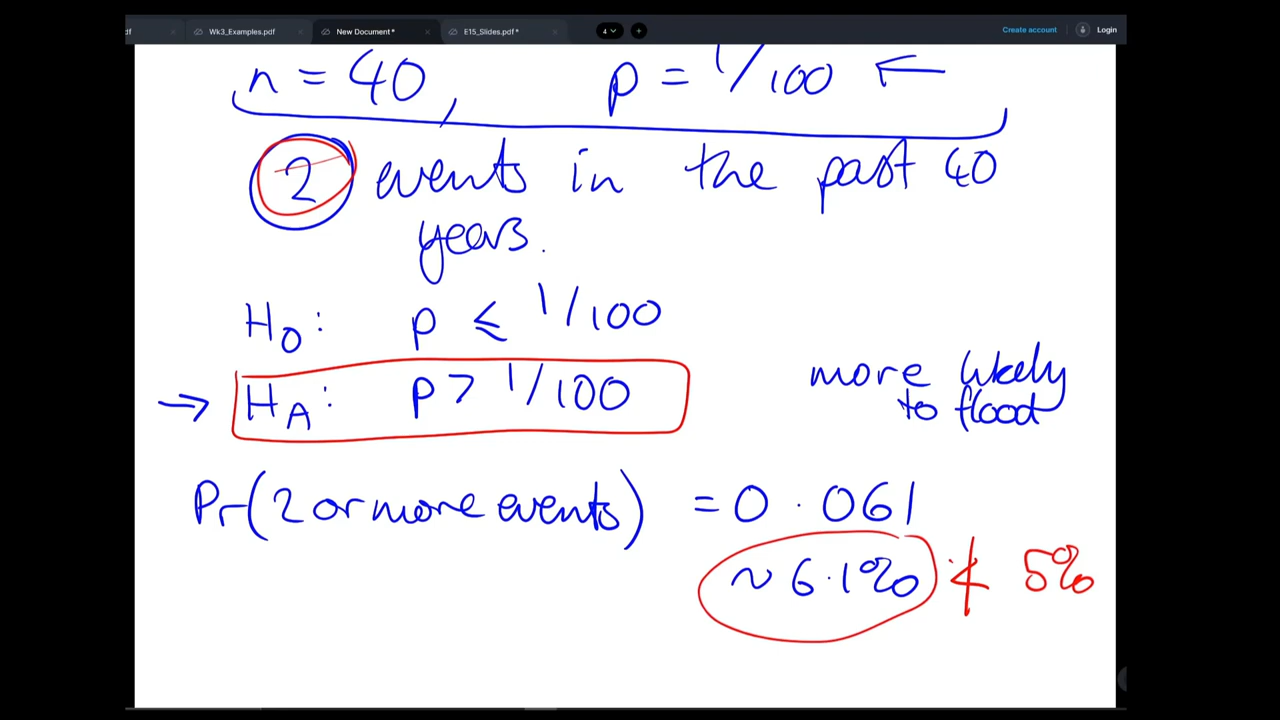 df Wk3_Examples.pdf × New Document* × E15_Slides.pdf* × 4 + Create account Login
n = 40, p = 1/100 ←
2 events in the past 40
years.
H0: p ≤ 1/100
→ HA: p > 1/100
more likely
to flood
Pr(2 or more events) = 0.061
~ 6.1% ≮ 5%